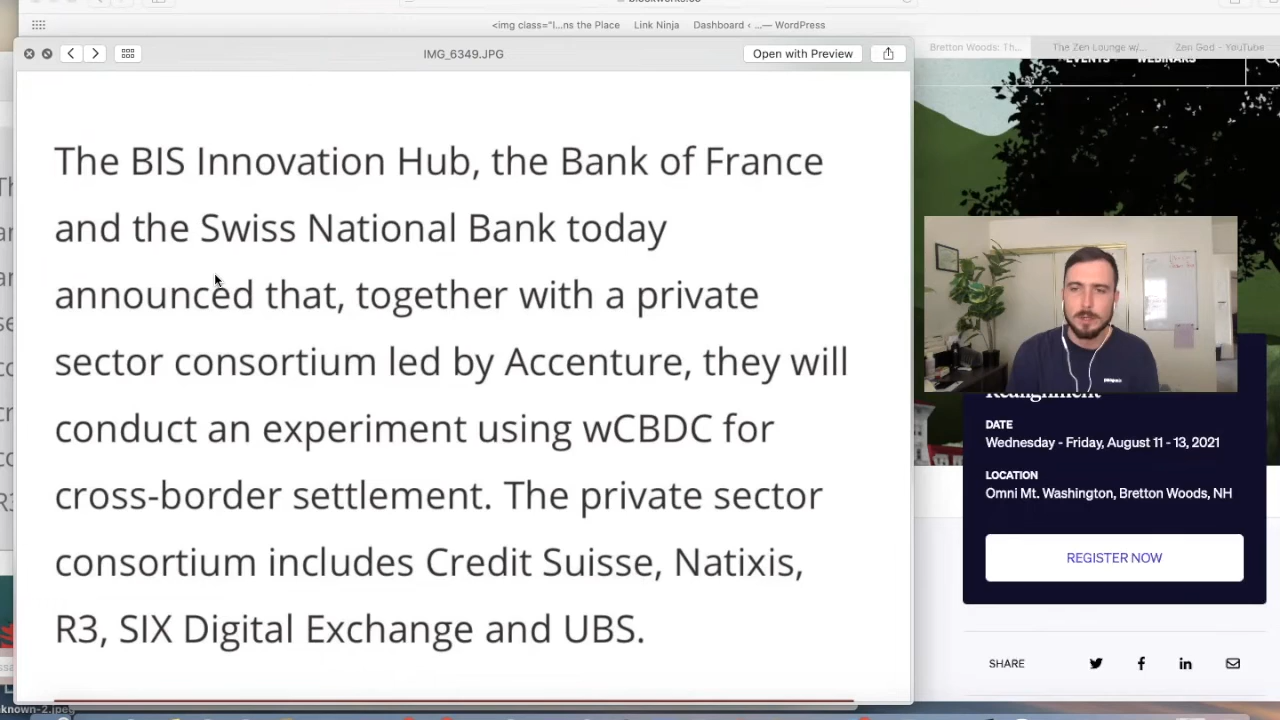 <img class="I...ns the Place
Link Ninja
Dashboard ‹ ...— WordPress
IMG_6349.JPG
Open with Preview
Bretton Woods: Th...
The Zen Lounge w/...
Zen God - YouTube
EVENTS
WEBINARS
The BIS Innovation Hub, the Bank of France
and the Swiss National Bank today
announced that, together with a private
sector consortium led by Accenture, they will
conduct an experiment using wCBDC for
cross-border settlement. The private sector
consortium includes Credit Suisse, Natixis,
R3, SIX Digital Exchange and UBS.
Realignment
DATE
Wednesday - Friday, August 11 - 13, 2021
LOCATION
Omni Mt. Washington, Bretton Woods, NH
REGISTER NOW
SHARE
known-2.jpeg